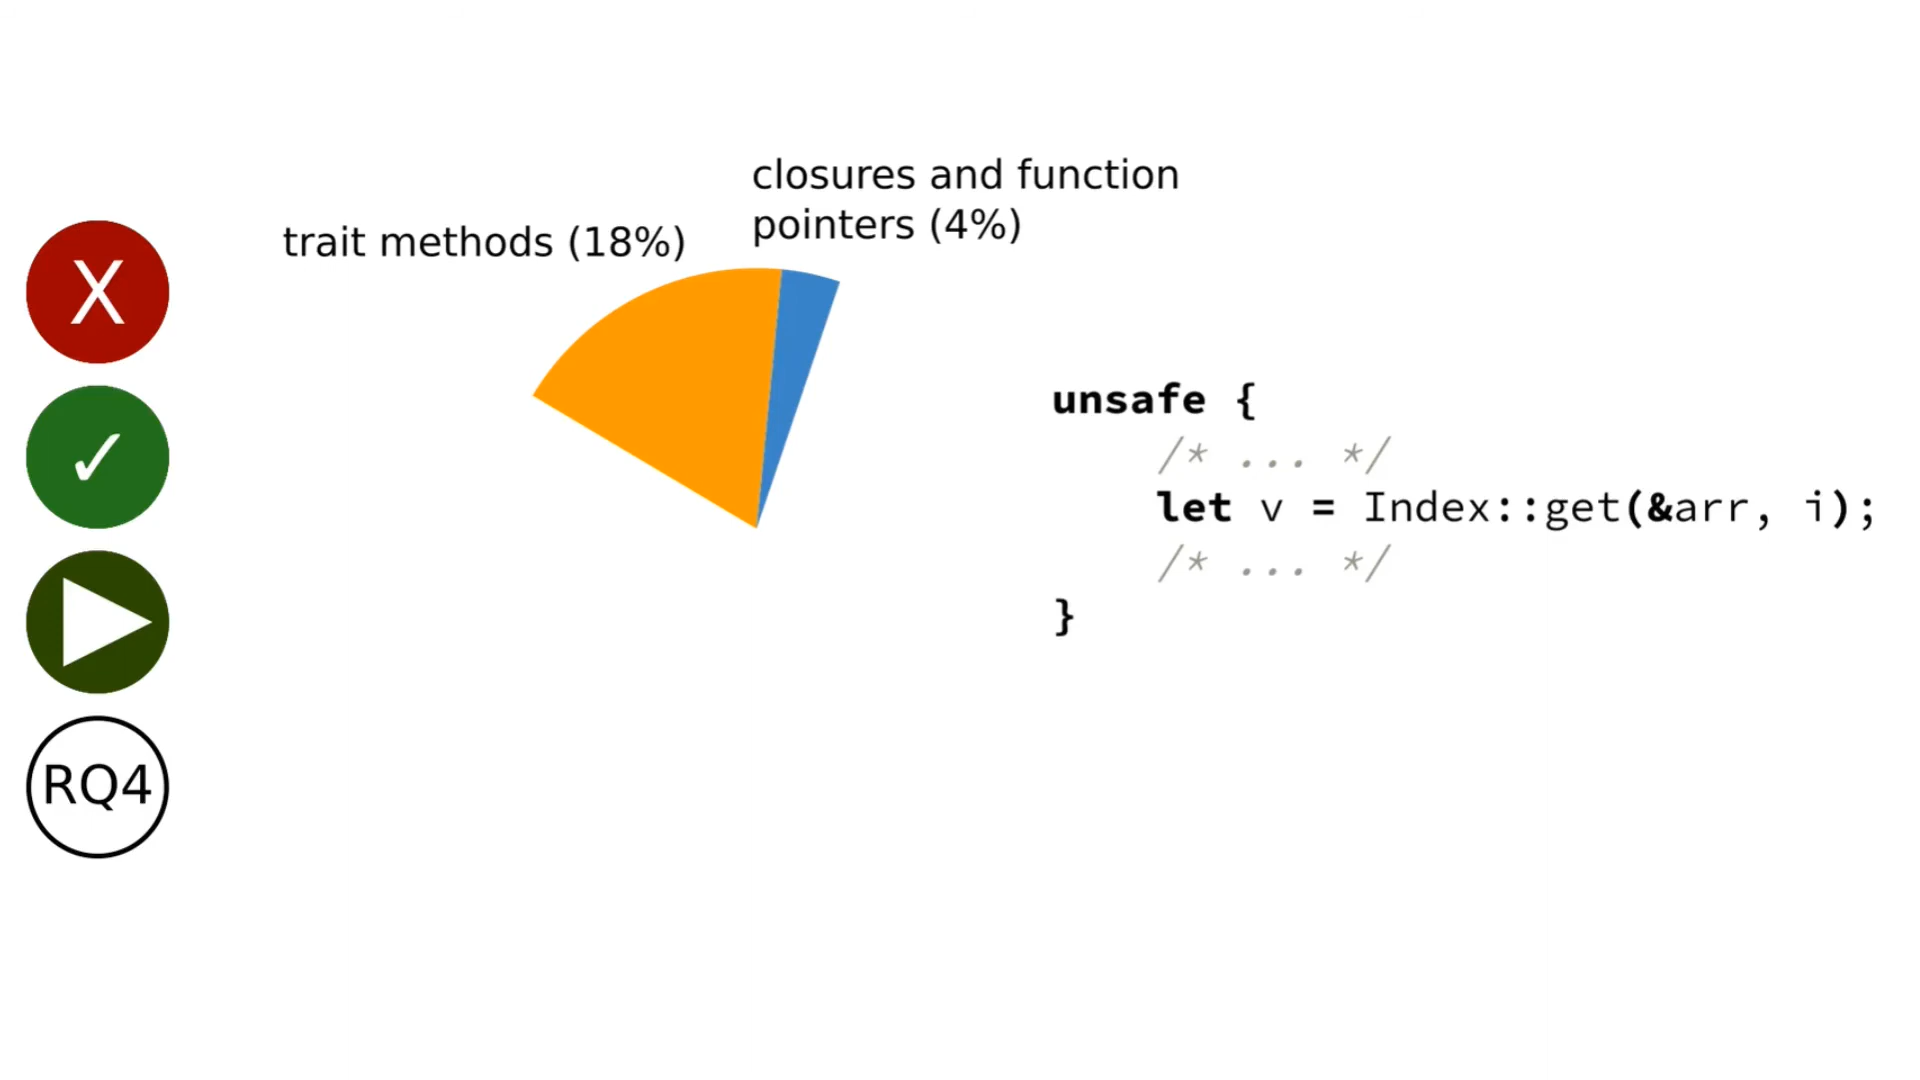 closures and function
pointers (4%)
trait methods (18%)
X
✓
RQ4
unsafe {
/* ... */
let v = Index::get(&arr, i);
/* ... */
}